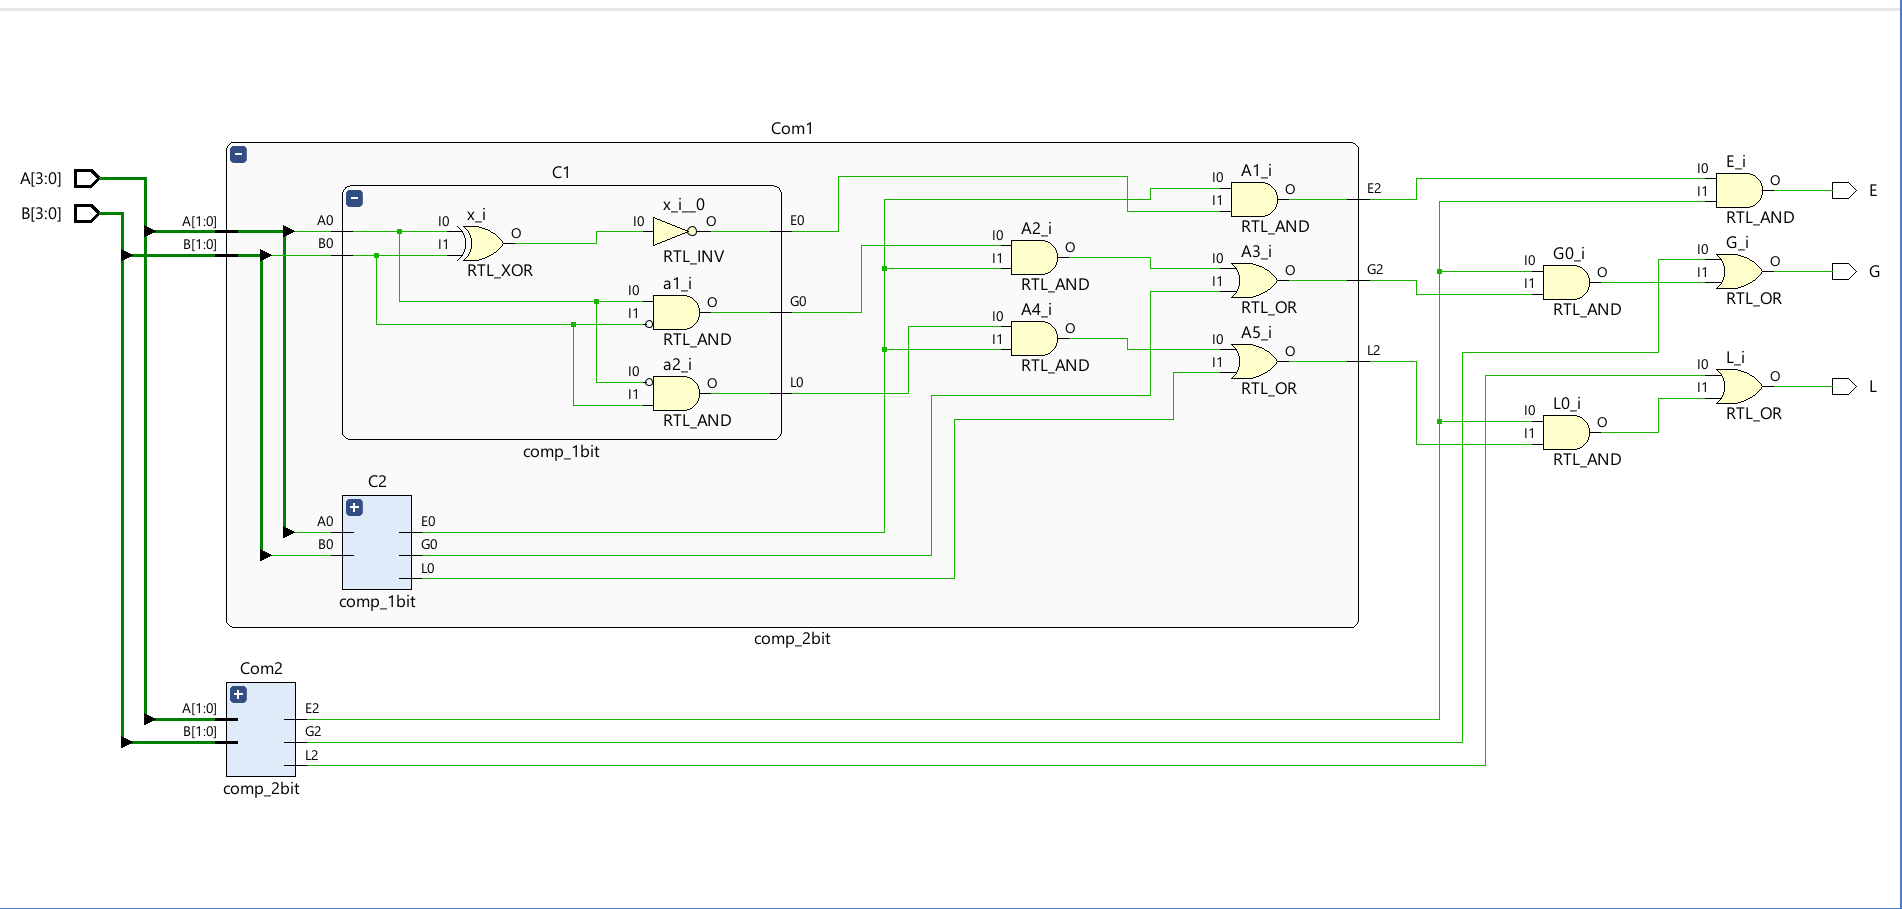 Com1
C1
A[3:0]
B[3:0]
A[1:0]
B[1:0]
A0
B0
x_i
I0
I1
O
RTL_XOR
x_i__0
I0
O
RTL_INV
E0
a1_i
I0
I1
O
RTL_AND
G0
a2_i
I0
I1
O
RTL_AND
L0
comp_1bit
C2
A0
B0
E0
G0
L0
comp_1bit
A1_i
I0
I1
O
RTL_AND
E2
A2_i
I0
I1
O
RTL_AND
A3_i
I0
I1
O
RTL_OR
G2
A4_i
I0
I1
O
RTL_AND
A5_i
I0
I1
O
RTL_OR
L2
comp_2bit
E_i
I0
I1
O
RTL_AND
E
G0_i
I0
I1
O
RTL_AND
G_i
I0
I1
O
RTL_OR
G
L_i
I0
I1
O
RTL_OR
L
L0_i
I0
I1
O
RTL_AND
Com2
A[1:0]
B[1:0]
E2
G2
L2
comp_2bit